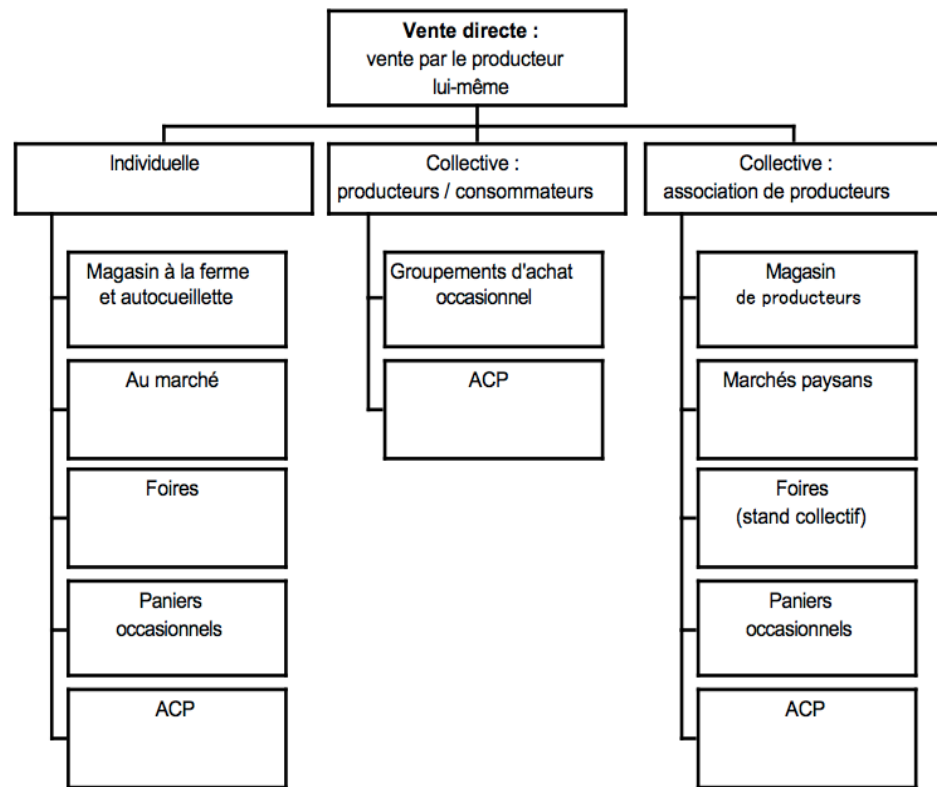 Vente directe :
vente par le producteur
lui-même
Individuelle
Collective :
producteurs / consommateurs
Collective :
association de producteurs
Magasin à la ferme
et autocueillette
Au marché
Foires
Paniers
occasionnels
ACP
Groupements d'achat
occasionnel
ACP
Magasin
de producteurs
Marchés paysans
Foires
(stand collectif)
Paniers
occasionnels
ACP